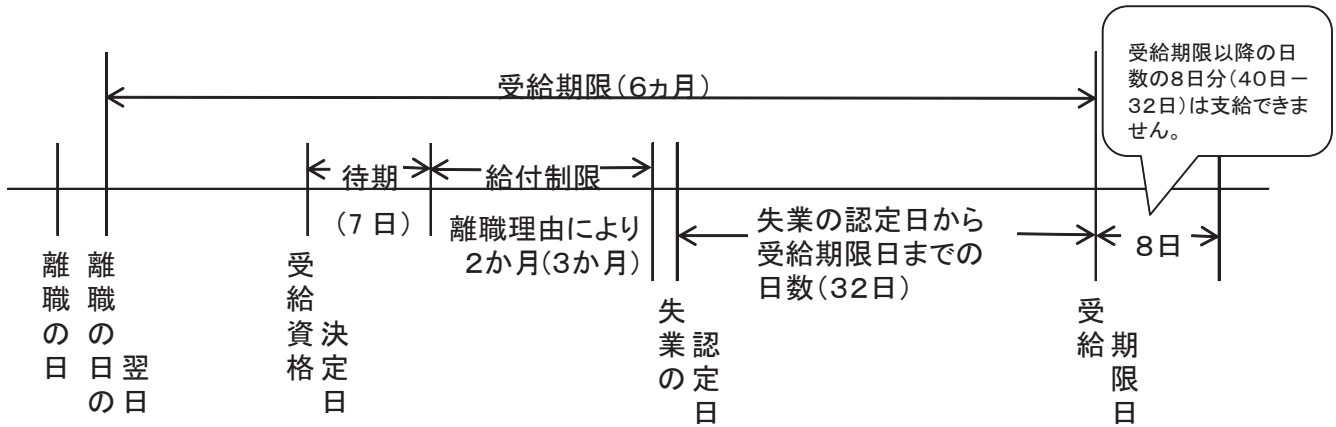 受給期限以降の日
数の8日分(40日－
32日)は支給できま
せん。
受給期限(6ヵ月)
待期
(7日)
給付制限
離職理由により
2か月(3か月)
失業の認定日から
受給期限日までの
日数(32日)
8日
離職の日
離職の日の
翌日
受給資格
決定日
失業の
認定日
受給
期限日